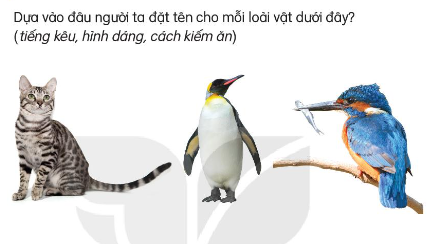 Dựa vào đâu người ta đặt tên cho mỗi loài vật dưới đây?
(tiếng kêu, hình dáng, cách kiếm ăn)